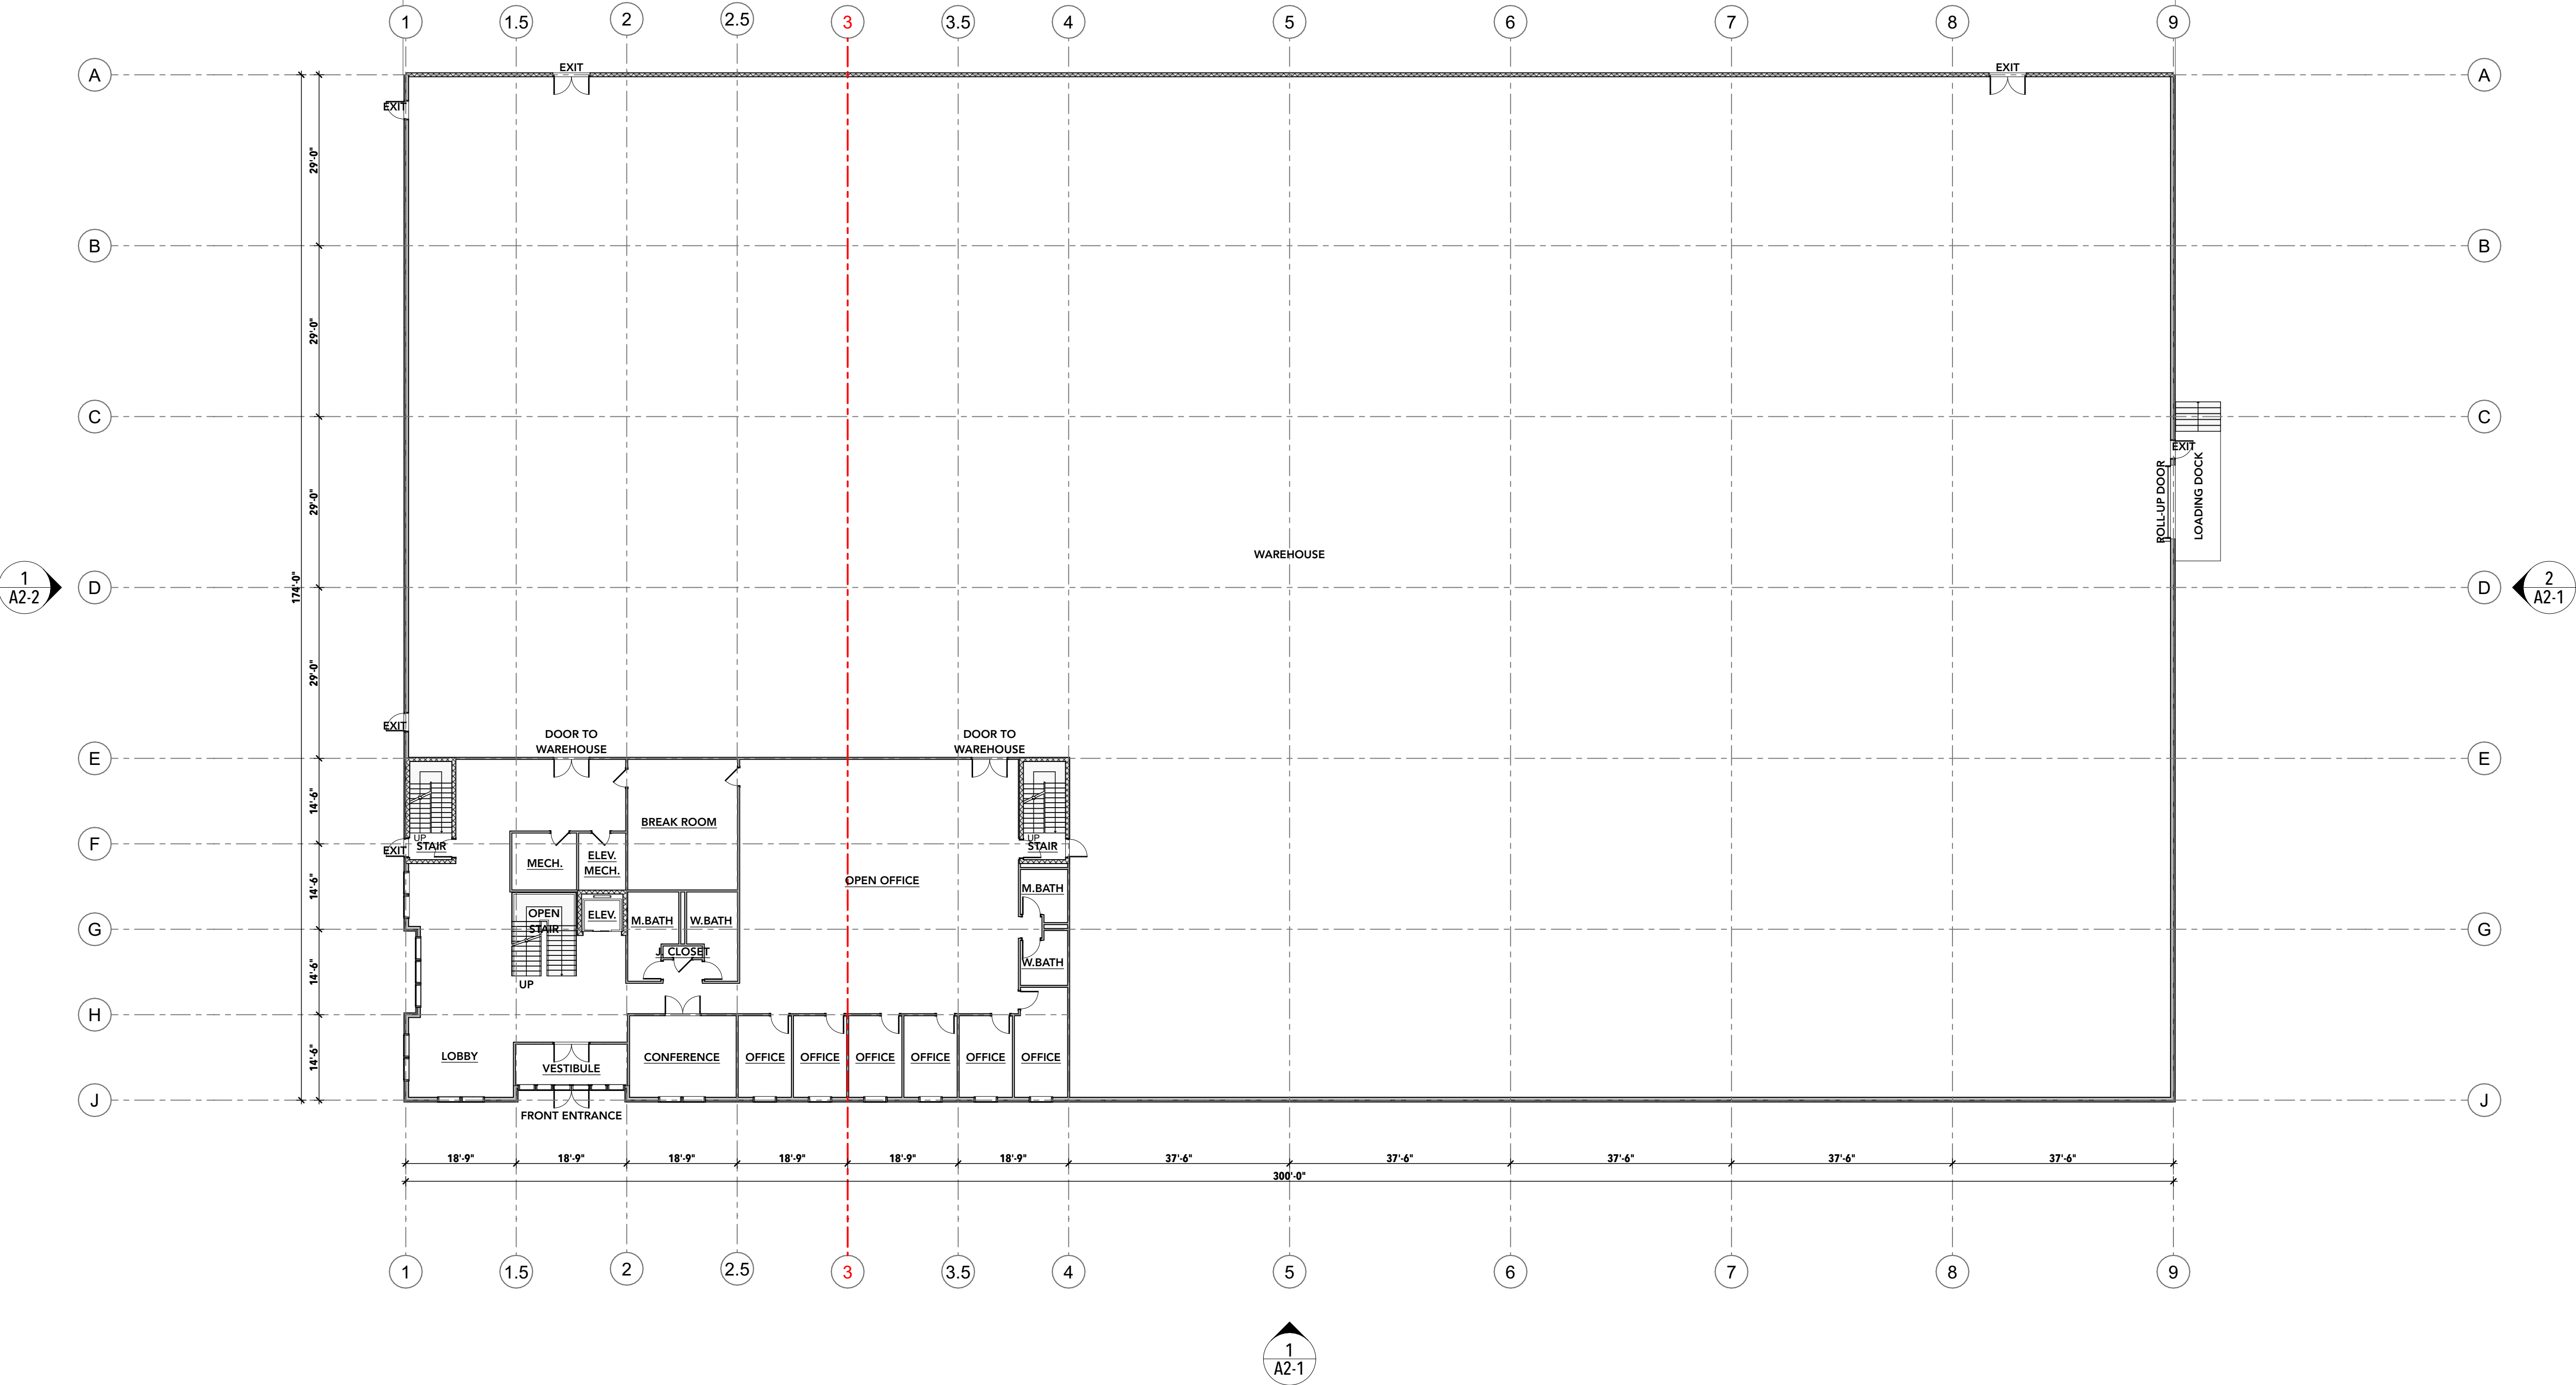 1 1.5 2 2.5 3 3.5 4 5 6 7 8 9
A EXIT EXIT A
EXIT
29'-0"
B B
29'-0"
C C
EXIT
29'-0"
ROLL-UP DOOR
LOADING DOCK
WAREHOUSE
1
A2-2
174'-0"
D D
2
A2-1
29'-0"
EXIT
DOOR TO
WAREHOUSE
DOOR TO
WAREHOUSE
E E
14'-6"
BREAK ROOM
UP
UP
F F
EXIT
STAIR
STAIR
MECH.
ELEV.
MECH.
OPEN OFFICE
14'-6"
M.BATH
OPEN
STAIR
ELEV.
M.BATH
W.BATH
G G
J. CLOSET
W.BATH
14'-6"
UP
H H
14'-6"
LOBBY
VESTIBULE
CONFERENCE
OFFICE
OFFICE
OFFICE
OFFICE
OFFICE
OFFICE
J J
FRONT ENTRANCE
18'-9" 18'-9" 18'-9" 18'-9" 18'-9" 18'-9" 37'-6" 37'-6" 37'-6" 37'-6" 37'-6"
300'-0"
1 1.5 2 2.5 3 3.5 4 5 6 7 8 9
1
A2-1